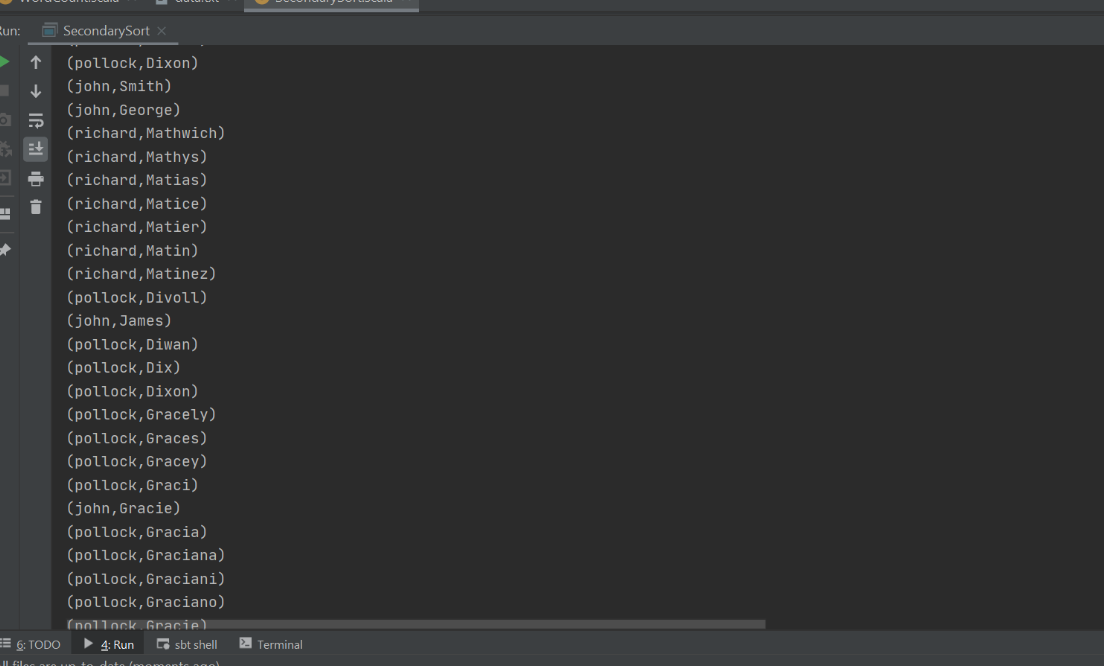 WordCount.scala data.txt SecondarySort.scala
Run: SecondarySort
(pollock,Dixon)
(john,Smith)
(john,George)
(richard,Mathwich)
(richard,Mathys)
(richard,Matias)
(richard,Matice)
(richard,Matier)
(richard,Matin)
(richard,Matinez)
(pollock,Divoll)
(john,James)
(pollock,Diwan)
(pollock,Dix)
(pollock,Dixon)
(pollock,Gracely)
(pollock,Graces)
(pollock,Gracey)
(pollock,Graci)
(john,Gracie)
(pollock,Gracia)
(pollock,Graciana)
(pollock,Graciani)
(pollock,Graciano)
(pollock,Gracie)
6: TODO 4: Run sbt shell Terminal
All files are up-to-date (moments ago)